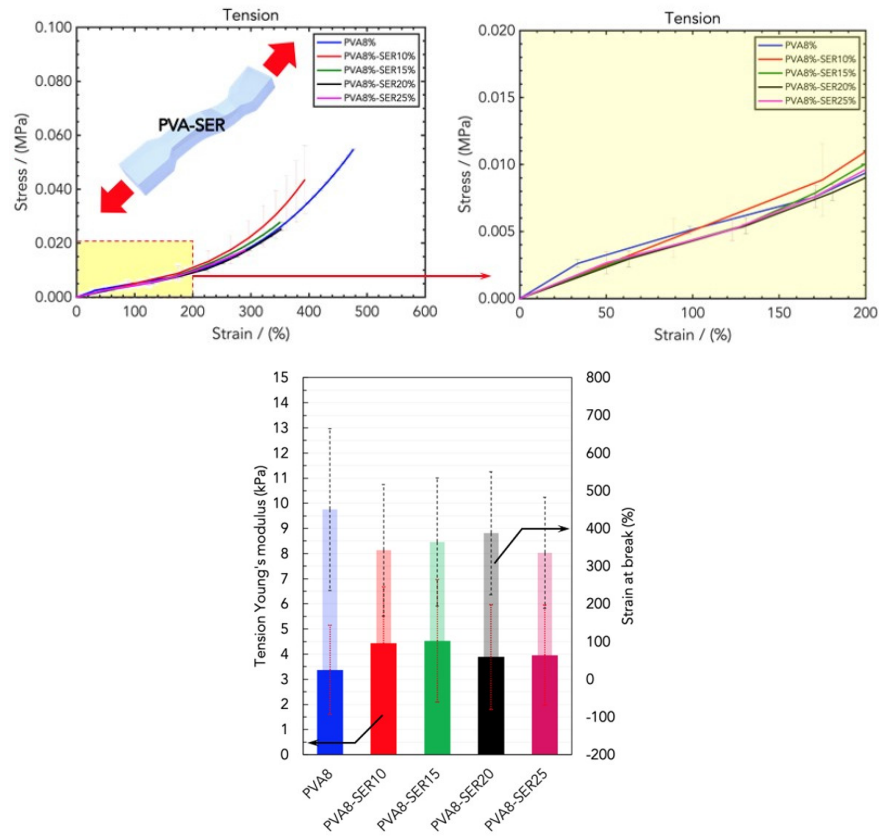 Tension
0.100
0.080
0.060
0.040
0.020
0.000
Stress / (MPa)
PVA8%
PVA8%-SER10%
PVA8%-SER15%
PVA8%-SER20%
PVA8%-SER25%
PVA-SER
0 100 200 300 400 500 600
Strain / (%)
Tension
0.020
0.015
0.010
0.005
0.000
Stress / (MPa)
PVA8%
PVA8%-SER10%
PVA8%-SER15%
PVA8%-SER20%
PVA8%-SER25%
0 50 100 150 200
Strain / (%)
Tension Young's modulus (kPa)
15
14
13
12
11
10
9
8
7
6
5
4
3
2
1
0
800
700
600
500
400
300
200
100
0
-100
-200
Strain at break (%)
PVA8
PVA8-SER10
PVA8-SER15
PVA8-SER20
PVA8-SER25